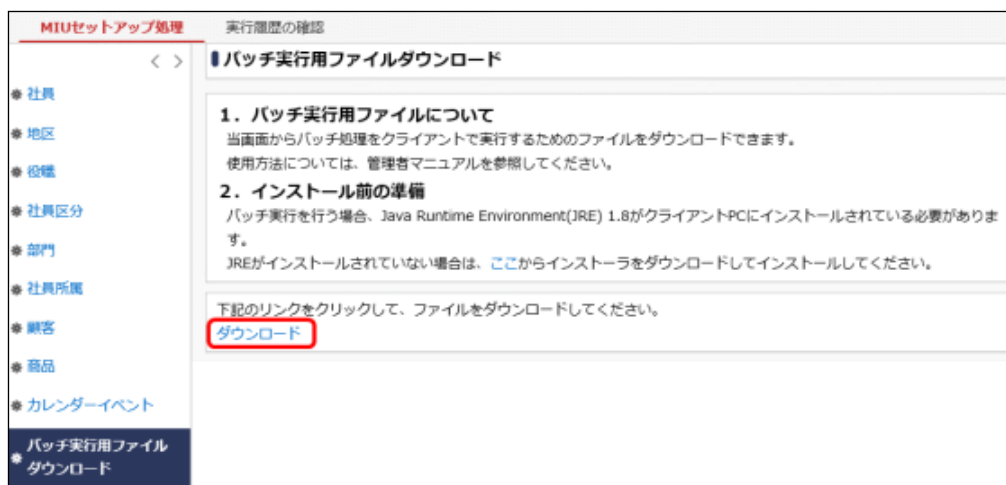 MIUセットアップ処理
実行履歴の確認
< >
社員
地区
役職
社員区分
部門
社員所属
顧客
商品
カレンダーイベント
バッチ実行用ファイル
ダウンロード
バッチ実行用ファイルダウンロード
1．バッチ実行用ファイルについて
当画面からバッチ処理をクライアントで実行するためのファイルをダウンロードできます。
使用方法については、管理者マニュアルを参照してください。
2．インストール前の準備
バッチ実行を行う場合、Java Runtime Environment(JRE) 1.8がクライアントPCにインストールされている必要がありま
す。
JREがインストールされていない場合は、ここからインストーラをダウンロードしてインストールしてください。
下記のリンクをクリックして、ファイルをダウンロードしてください。
ダウンロード